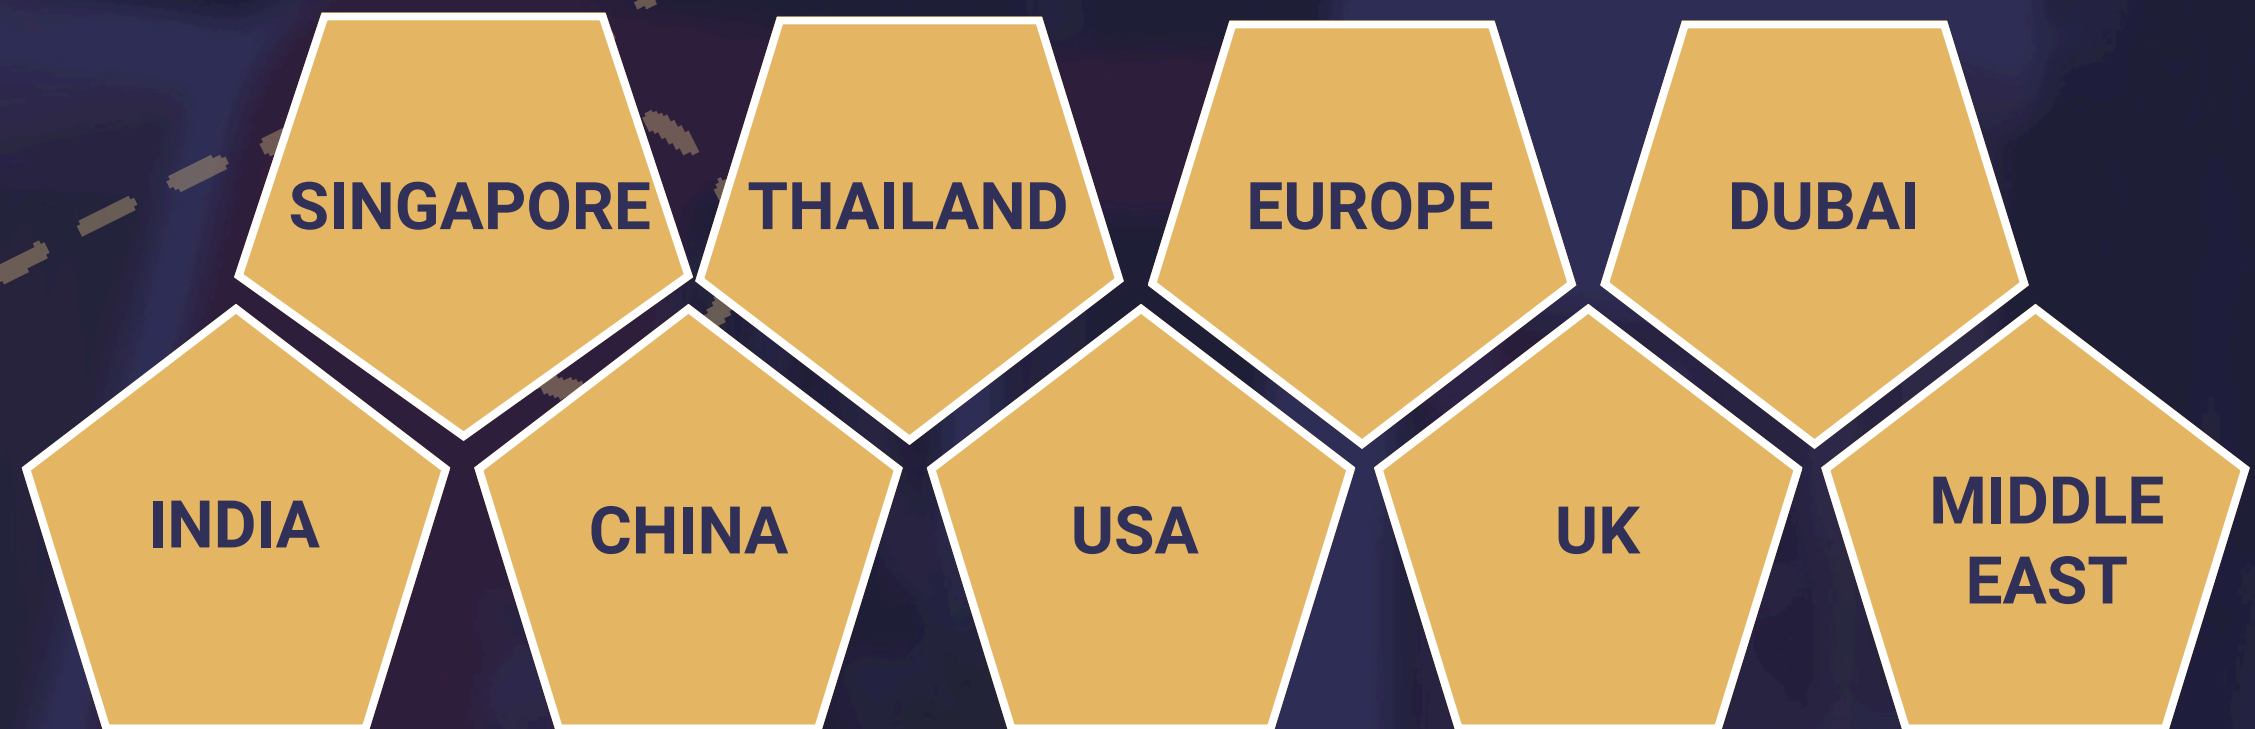 SINGAPORE
THAILAND
EUROPE
DUBAI
INDIA
CHINA
USA
UK
MIDDLE
EAST